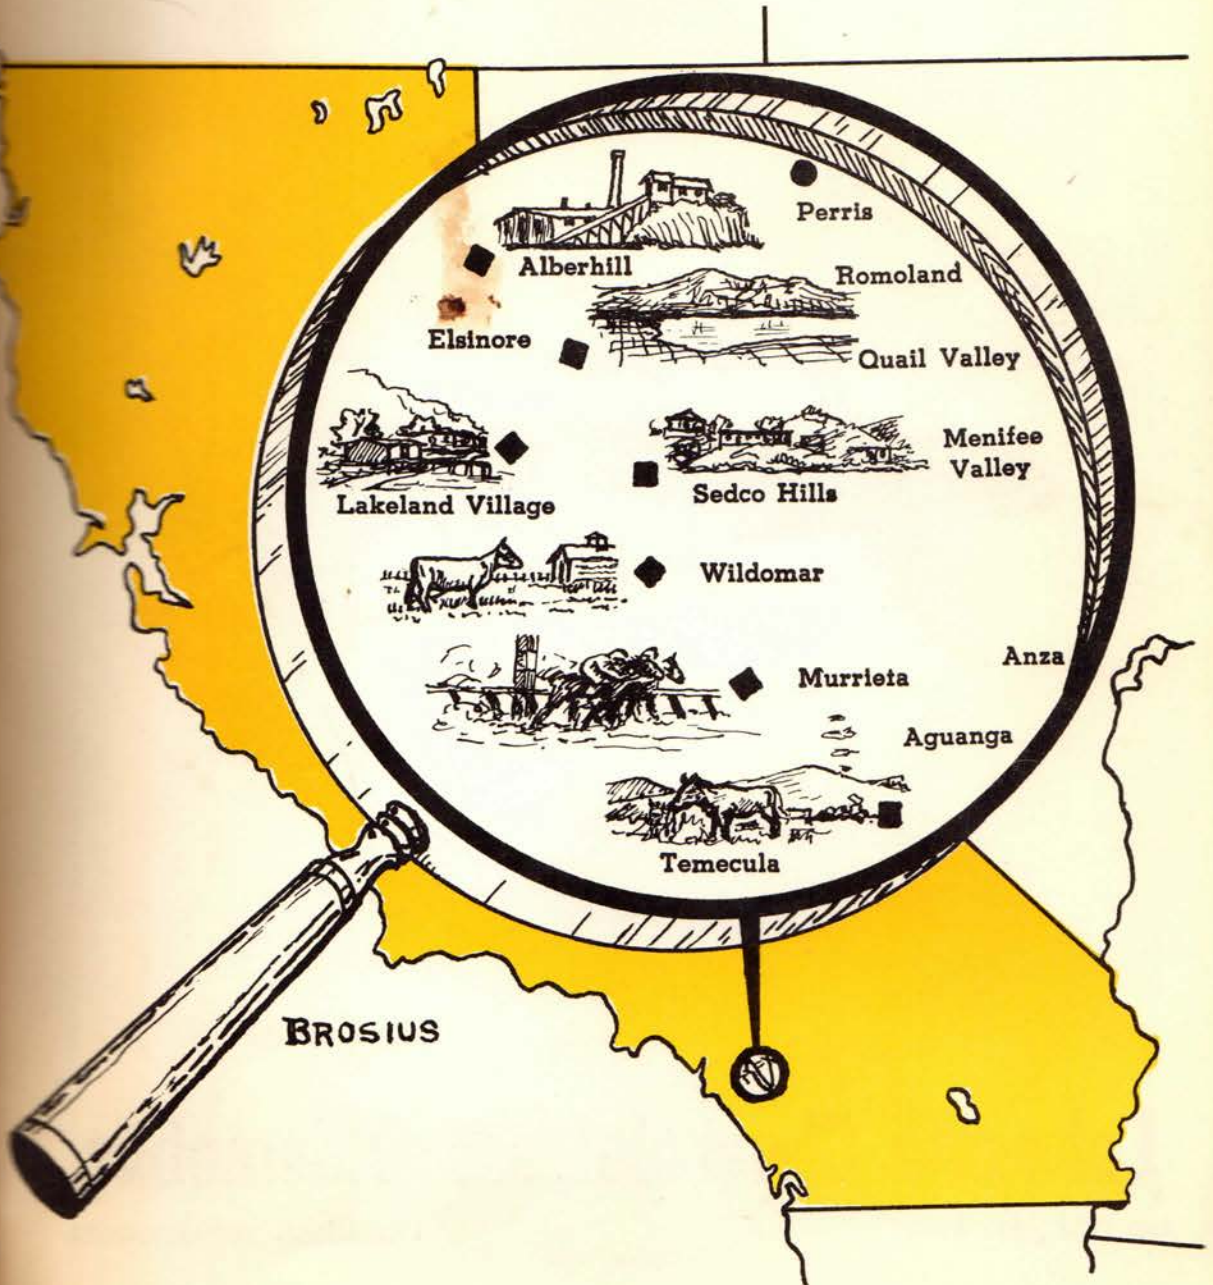 Perris
Alberhill
Romoland
Elsinore
Quail Valley
Menifee
Valley
Lakeland Village
Sedco Hills
Wildomar
Anza
Murrieta
Aguanga
Temecula
BROSIUS